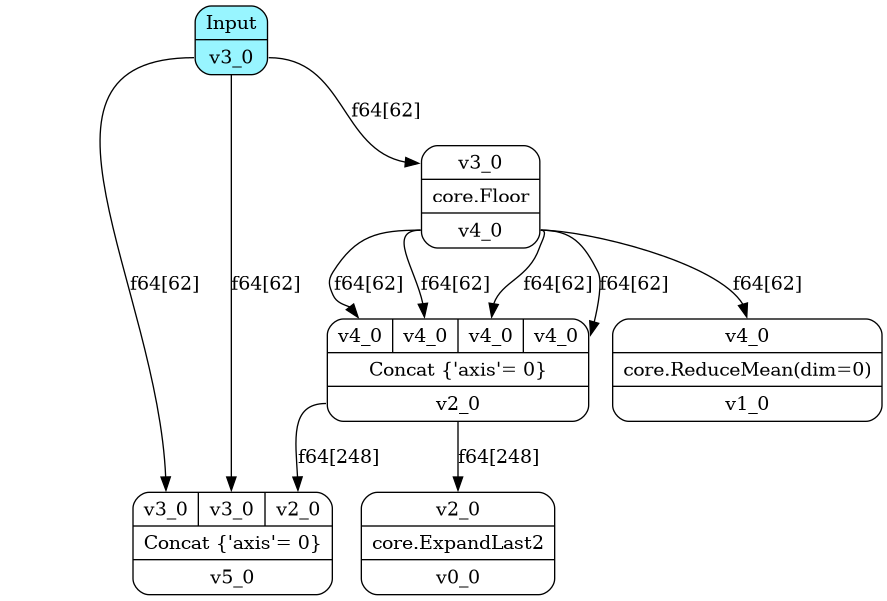 Input
v3_0
f64[62]
v3_0
core.Floor
v4_0
f64[62] f64[62] f64[62] f64[62] f64[62] f64[62] f64[62]
v4_0 v4_0 v4_0 v4_0
Concat {'axis'= 0}
v2_0
v4_0
core.ReduceMean(dim=0)
v1_0
f64[248] f64[248]
v3_0 v3_0 v2_0
Concat {'axis'= 0}
v5_0
v2_0
core.ExpandLast2
v0_0